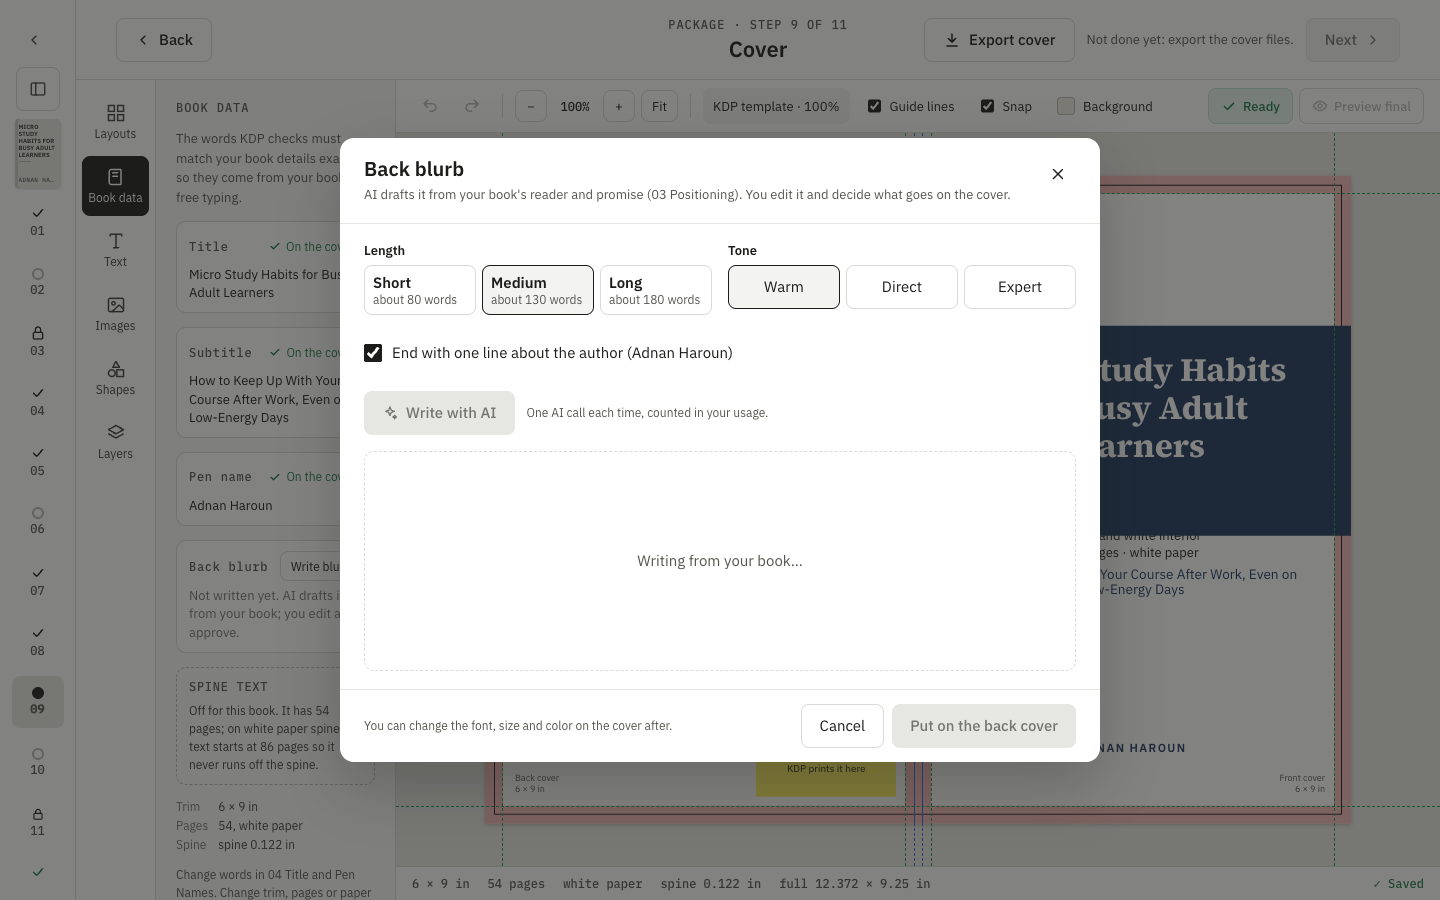 PACKAGE · STEP 9 OF 11
Cover
Back
Export cover
Not done yet: export the cover files.
Next
MICRO
STUDY
HABITS FOR
BUSY ADULT
LEARNERS
ADNAN HA…
01
02
03
04
05
06
07
08
09
10
11
Layouts
Book data
Text
Images
Shapes
Layers
BOOK DATA
The words KDP checks must
match your book details
so they come from your book
free typing.
Title
On the
Micro Study Habits for
Adult Learners
Subtitle
On the
How to Keep Up With Your
Course After Work, Even
Low-Energy Days
Pen name
On the
Adnan Haroun
Back blurb
Write
Not written yet. AI drafts
from your book; you edit
approve.
SPINE TEXT
Off for this book. It has 54
pages; on white paper spine
text starts at 86 pages so it
never runs off the spine.
Trim 6 × 9 in
Pages 54, white paper
Spine spine 0.122 in
Change words in 04 Title and Pen
Names. Change trim, pages or paper
100%
Fit
KDP template · 100%
Guide lines
Snap
Background
Ready
Preview final
Back blurb
AI drafts it from your book's reader and promise (03 Positioning). You edit it and decide what goes on the cover.
Length
Short
about 80 words
Medium
about 130 words
Long
about 180 words
Tone
Warm
Direct
Expert
End with one line about the author (Adnan Haroun)
Write with AI
One AI call each time, counted in your usage.
Writing from your book...
You can change the font, size and color on the cover after.
Cancel
Put on the back cover
tudy Habits
usy Adult
arners
and white interior
ges · white paper
Your Course After Work, Even on
w-Energy Days
NAN HAROUN
KDP prints it here
Back cover
6 × 9 in
Front cover
6 × 9 in
6 × 9 in 54 pages white paper spine 0.122 in full 12.372 × 9.25 in
✓ Saved